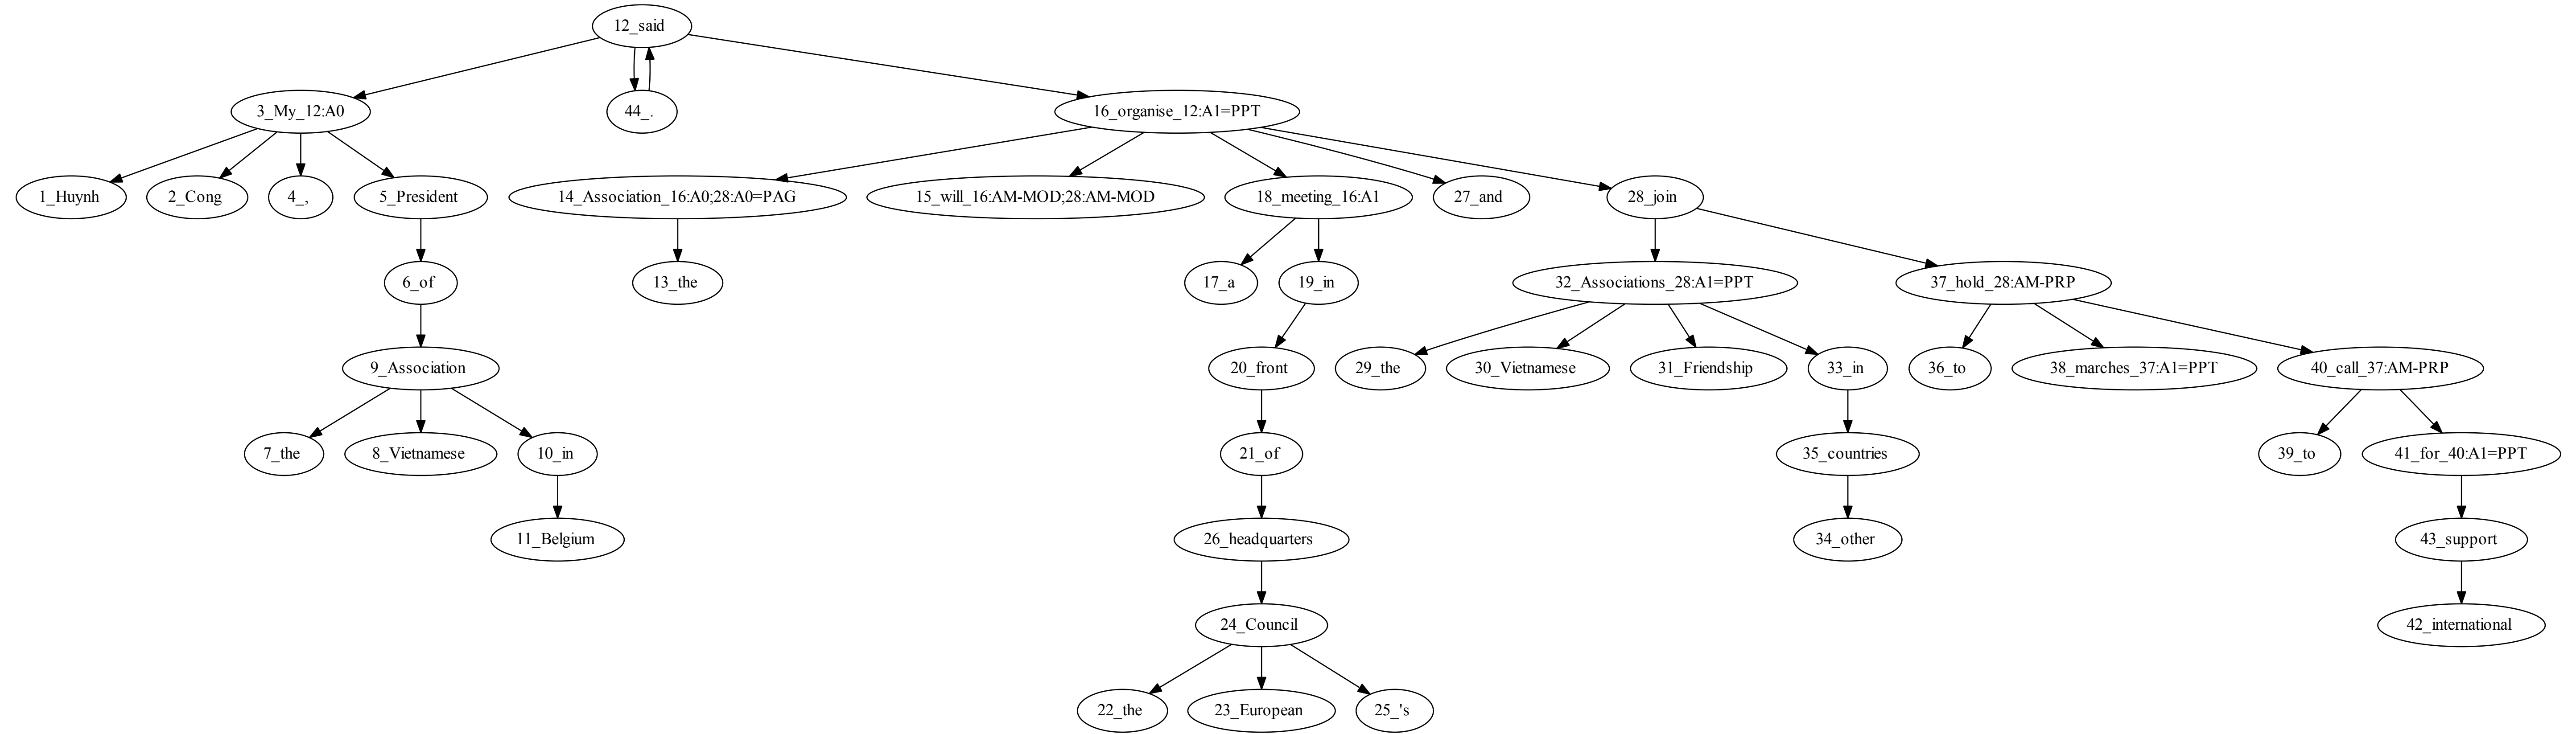 12_said
3_My_12:A0
44_.
16_organise_12:A1=PPT
1_Huynh
2_Cong
4_,
5_President
14_Association_16:A0;28:A0=PAG
15_will_16:AM-MOD;28:AM-MOD
18_meeting_16:A1
27_and
28_join
6_of
13_the
17_a
19_in
32_Associations_28:A1=PPT
37_hold_28:AM-PRP
9_Association
20_front
29_the
30_Vietnamese
31_Friendship
33_in
36_to
38_marches_37:A1=PPT
40_call_37:AM-PRP
7_the
8_Vietnamese
10_in
21_of
35_countries
39_to
41_for_40:A1=PPT
11_Belgium
26_headquarters
34_other
43_support
24_Council
42_international
22_the
23_European
25_'s